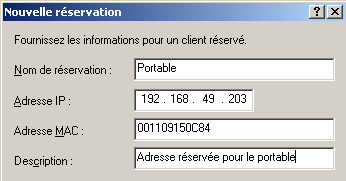 Nouvelle réservation
Fournissez les informations pour un client réservé.
Nom de réservation : Portable
Adresse IP : 192 . 168 . 49 . 203
Adresse MAC : 001109150C84
Description : Adresse réservée pour le portable